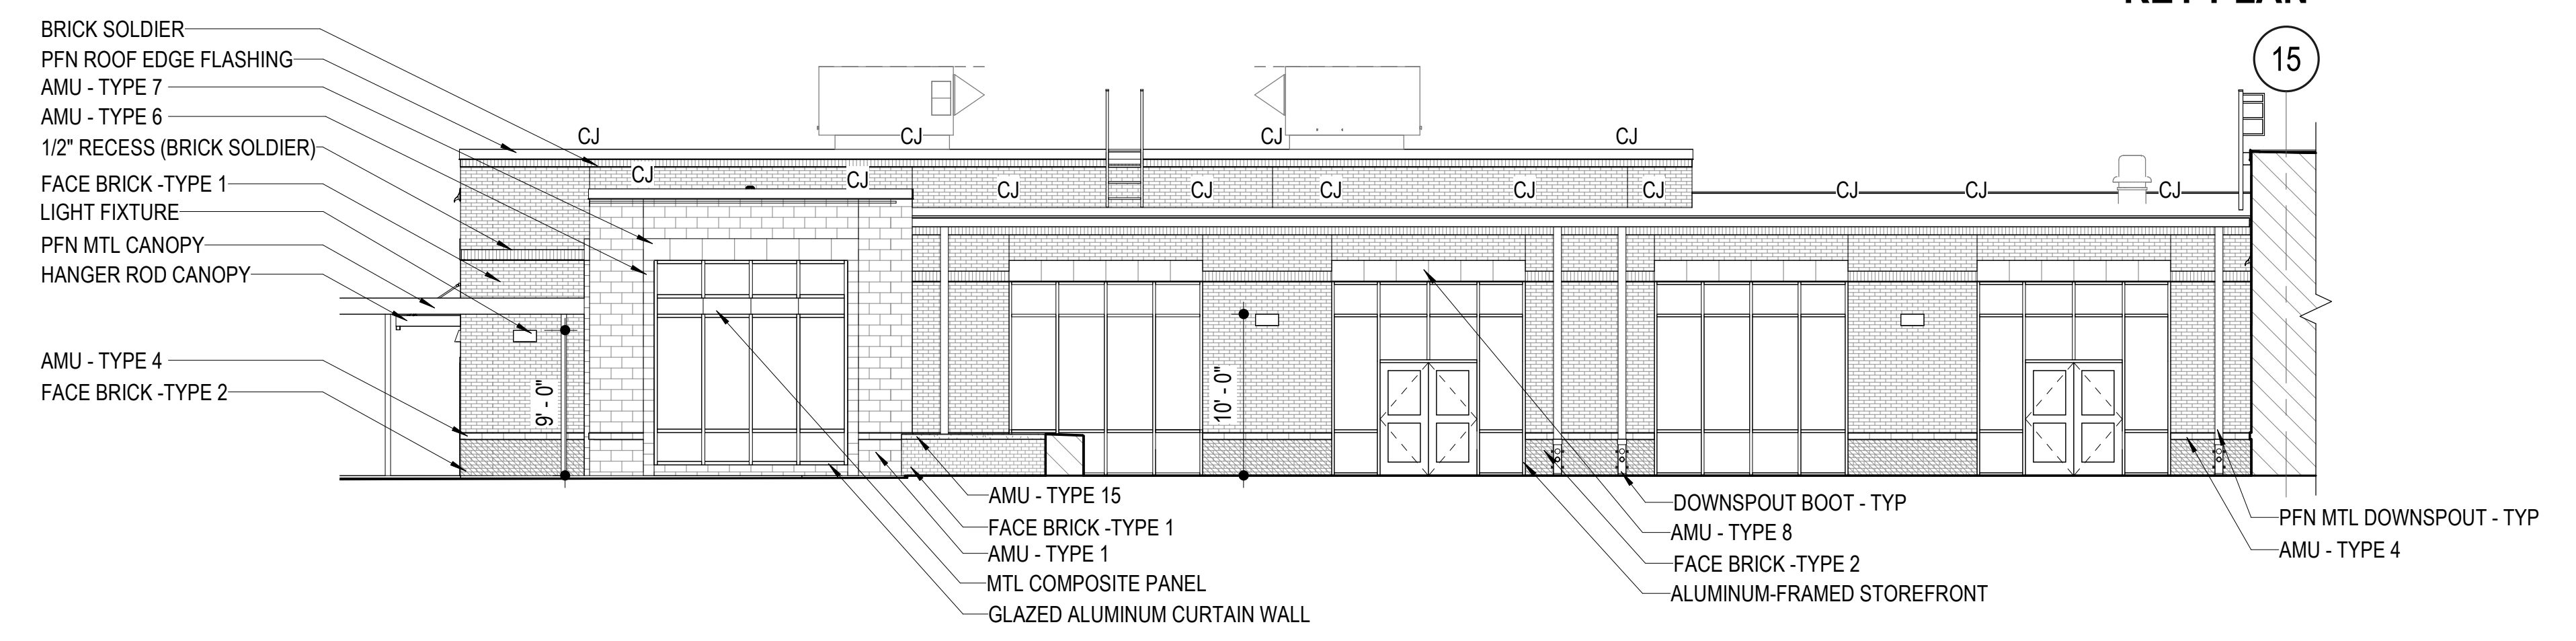 KEY PLAN
15
BRICK SOLDIER
PFN ROOF EDGE FLASHING
AMU - TYPE 7
AMU - TYPE 6
1/2" RECESS (BRICK SOLDIER)
FACE BRICK -TYPE 1
LIGHT FIXTURE
PFN MTL CANOPY
HANGER ROD CANOPY
AMU - TYPE 4
FACE BRICK -TYPE 2
CJ CJ CJ CJ
CJ CJ
CJ CJ CJ CJ CJ CJ CJ CJ
9' - 0"
10' - 0"
AMU - TYPE 15
FACE BRICK -TYPE 1
AMU - TYPE 1
MTL COMPOSITE PANEL
GLAZED ALUMINUM CURTAIN WALL
DOWNSPOUT BOOT - TYP
AMU - TYPE 8
FACE BRICK -TYPE 2
ALUMINUM-FRAMED STOREFRONT
PFN MTL DOWNSPOUT - TYP
AMU - TYPE 4